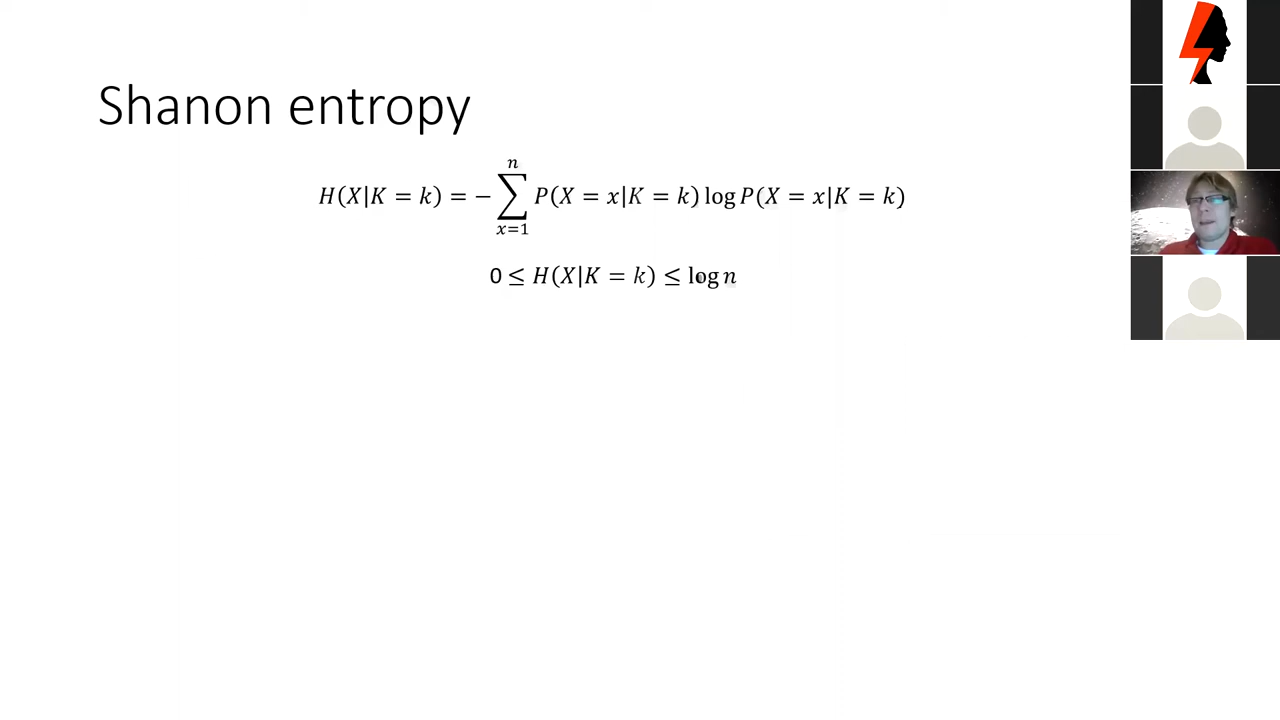 Shanon entropy
H(X|K = k) = − ∑_{x=1}^{n} P(X = x|K = k) log P(X = x|K = k)
0 ≤ H(X|K = k) ≤ log n